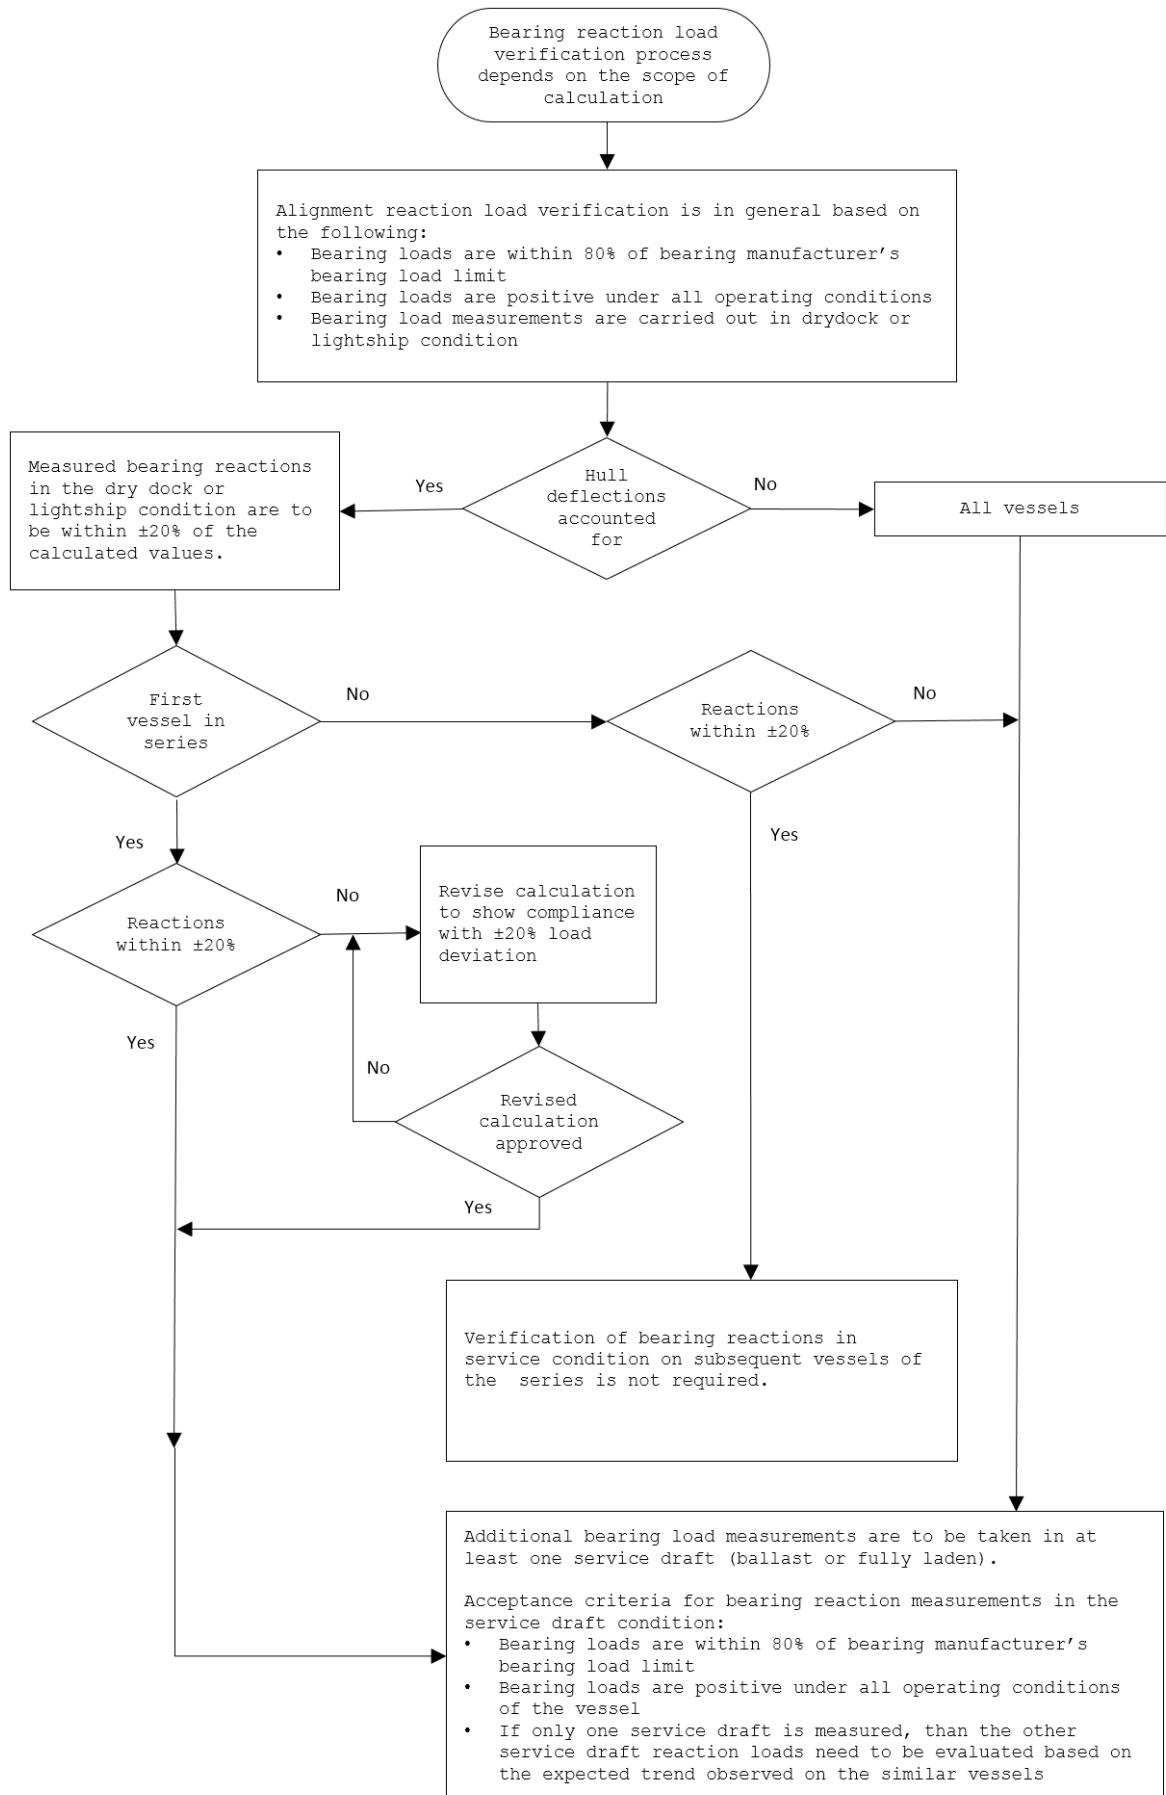 Bearing reaction load
verification process
depends on the scope of
calculation
Alignment reaction load verification is in general based on
the following:
• Bearing loads are within 80% of bearing manufacturer’s
bearing load limit
• Bearing loads are positive under all operating conditions
• Bearing load measurements are carried out in drydock or
lightship condition
Measured bearing reactions
in the dry dock or
lightship condition are to
be within ±20% of the
calculated values.
Yes
Hull
deflections
accounted
for
No
All vessels
First
vessel in
series
No
Reactions
within ±20%
No
Yes
Yes
Reactions
within ±20%
No
Revise calculation
to show compliance
with ±20% load
deviation
Yes
No
Revised
calculation
approved
Yes
Verification of bearing reactions in
service condition on subsequent vessels of
the  series is not required.
Additional bearing load measurements are to be taken in at
least one service draft (ballast or fully laden).
Acceptance criteria for bearing reaction measurements in the
service draft condition:
• Bearing loads are within 80% of bearing manufacturer’s
bearing load limit
• Bearing loads are positive under all operating conditions
of the vessel
• If only one service draft is measured, than the other
service draft reaction loads need to be evaluated based on
the expected trend observed on the similar vessels